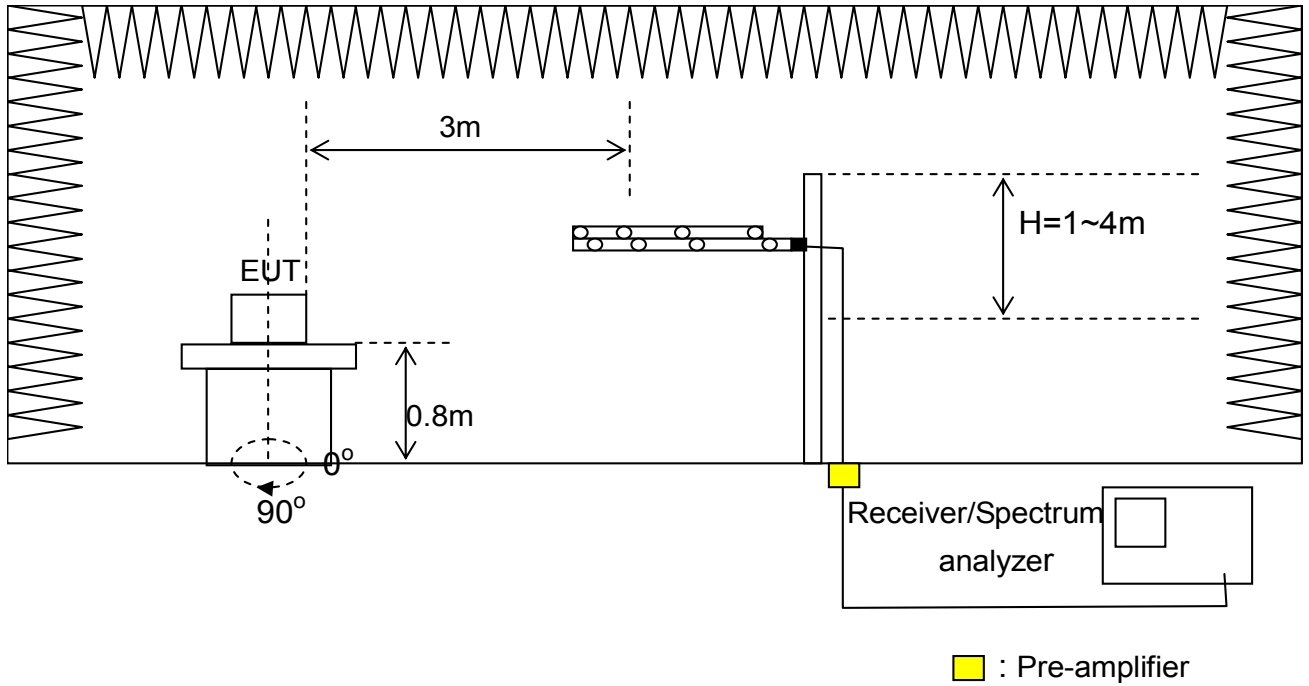 3m
H=1~4m
EUT
0.8m
0°
90°
Receiver/Spectrum
analyzer
: Pre-amplifier